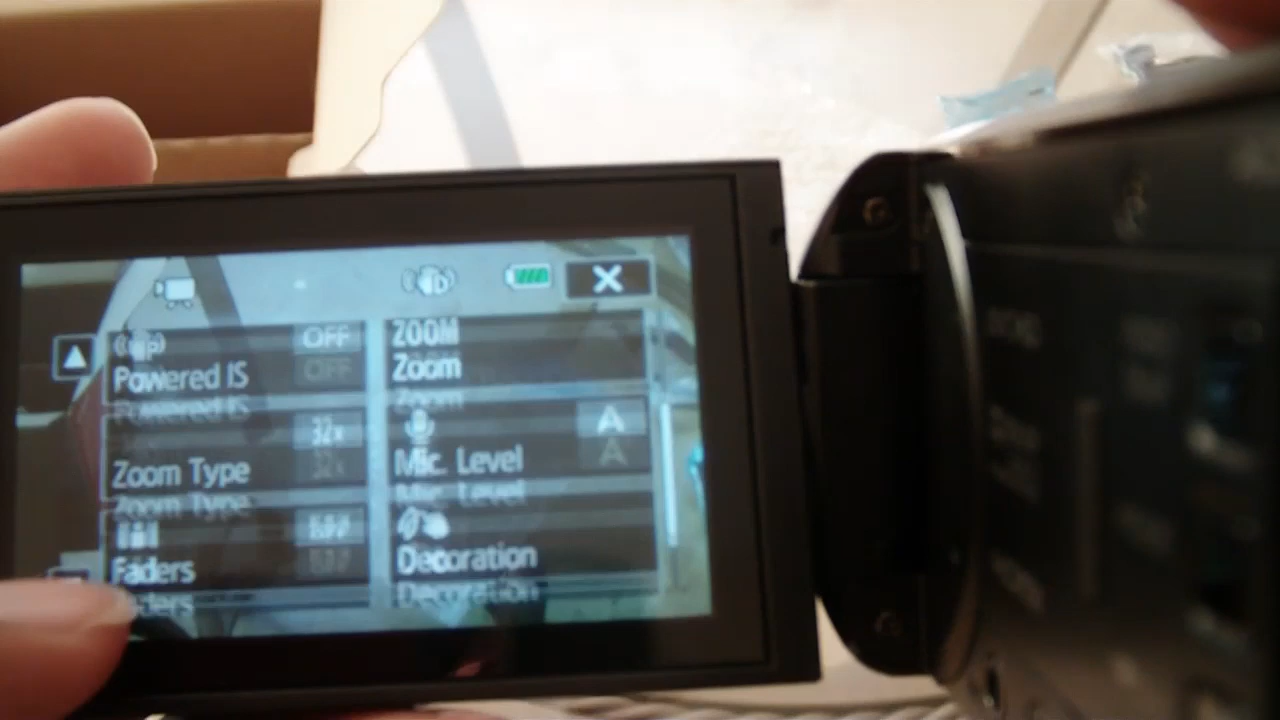 OFF
Powered IS
32x
Zoom Type
Faders
ZOOM
Zoom
A
Mic. Level
Decoration